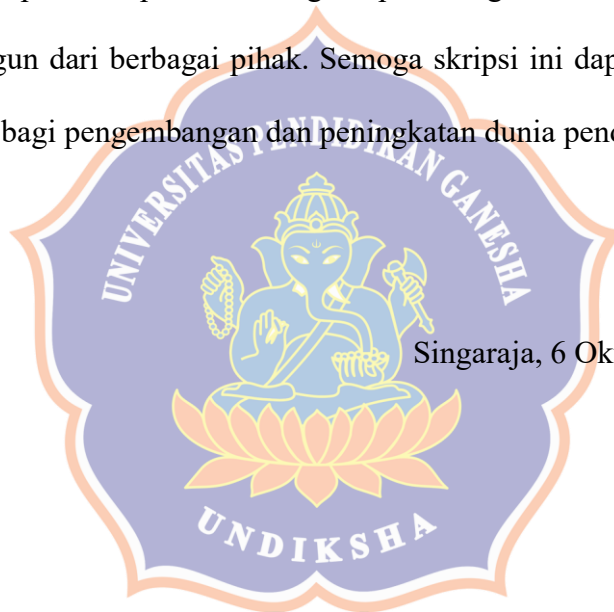 gun dari berbagai pihak. Semoga skripsi ini dap
bagi pengembangan dan peningkatan dunia pend
UNIVERSITAS PENDIDIKAN GANESHA
Singaraja, 6 Ok
UNDIKSHA